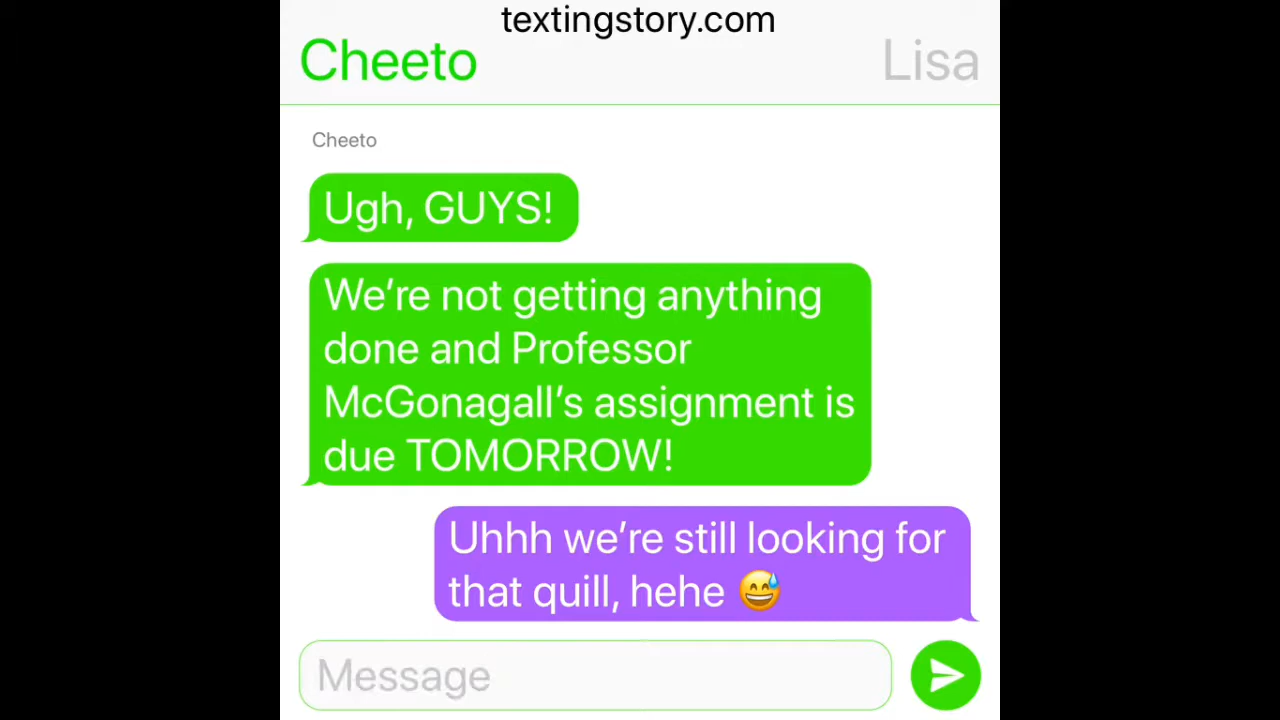 textingstory.com
Cheeto Lisa
Cheeto
Ugh, GUYS!
We’re not getting anything
done and Professor
McGonagall’s assignment is
due TOMORROW!
Uhhh we’re still looking for
that quill, hehe 😅
Message